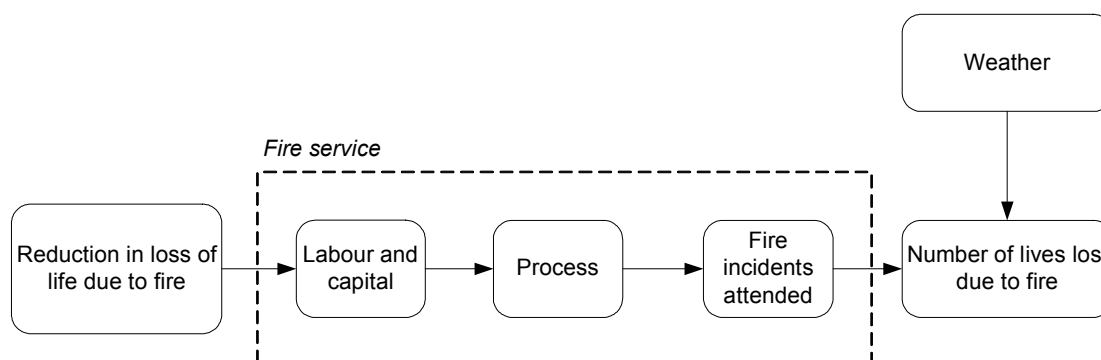 Weather
Fire service
Reduction in loss of
life due to fire
Labour and
capital
Process
Fire
incidents
attended
Number of lives los
due to fire